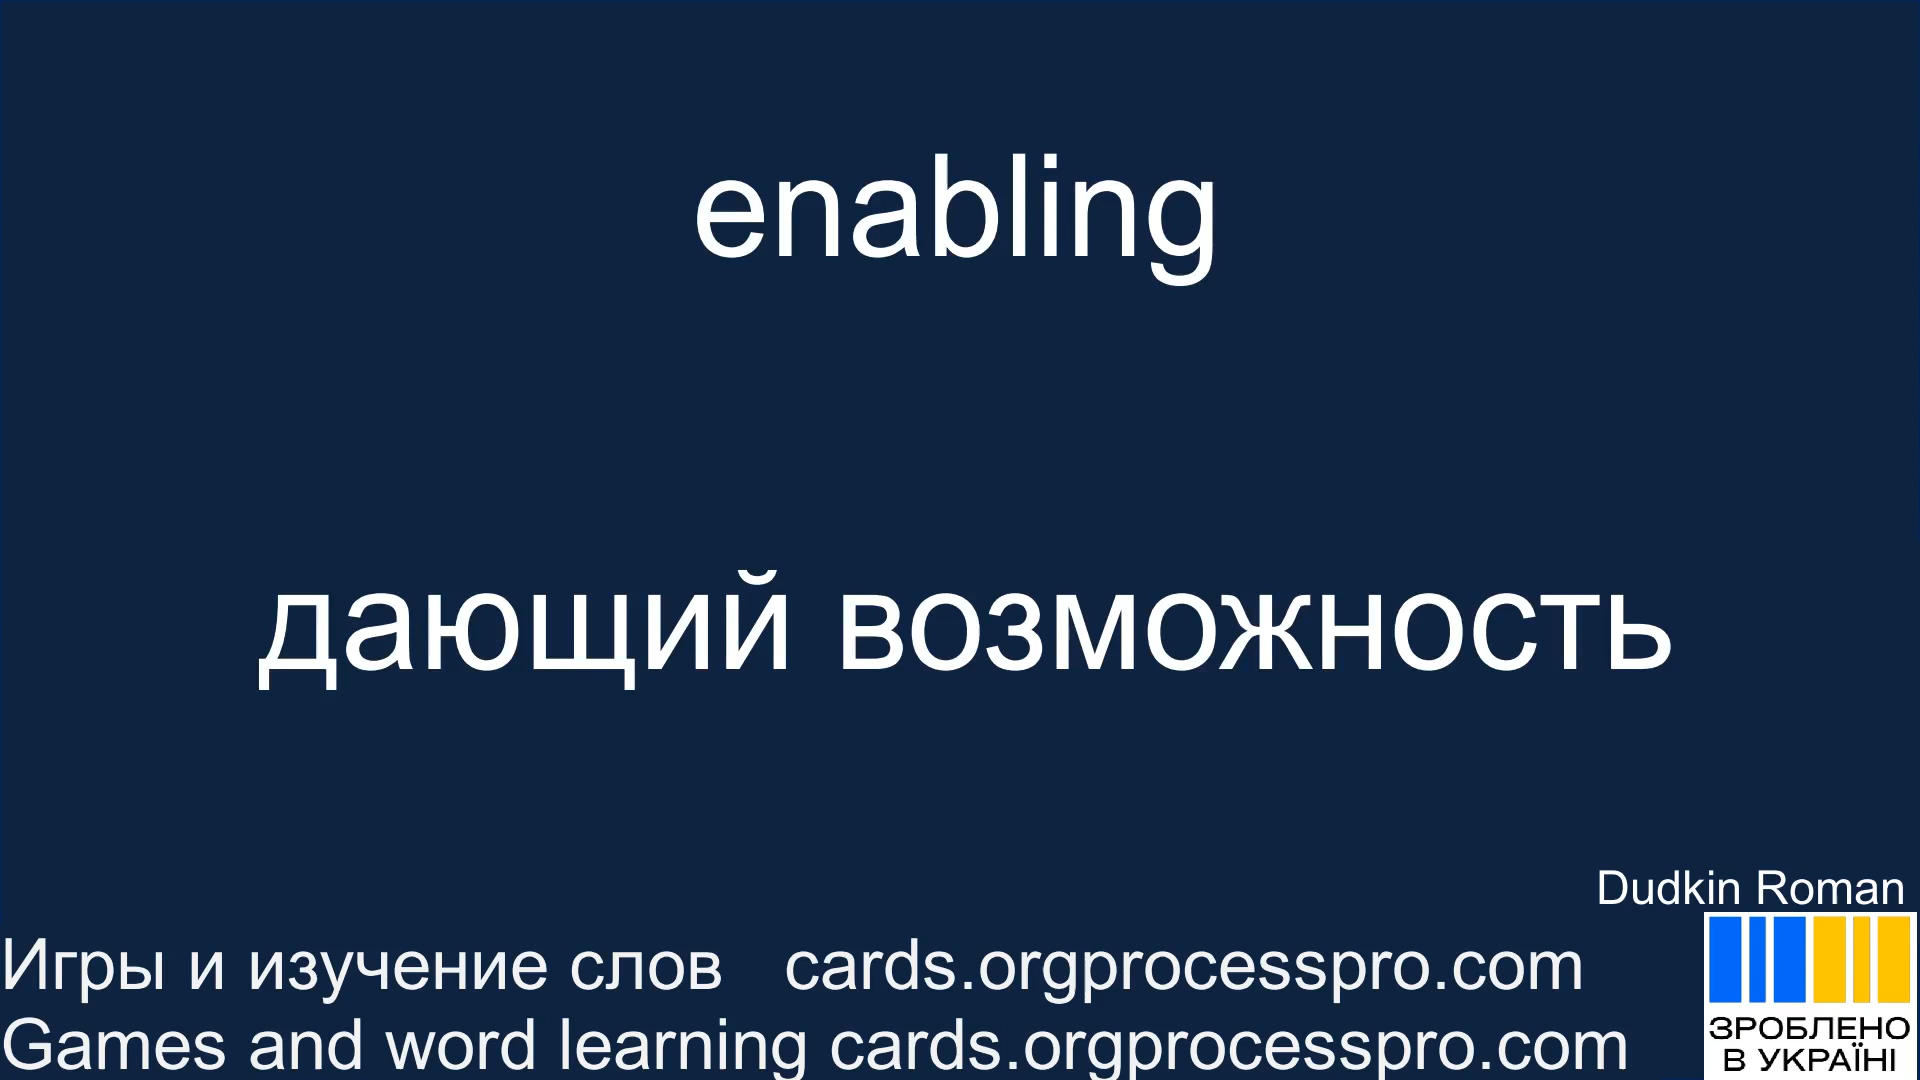 enabling
дающий возможность
Dudkin Roman
Игры и изучение слов cards.orgprocesspro.com
Games and word learning cards.orgprocesspro.com
ЗРОБЛЕНО
В УКРАЇНІ